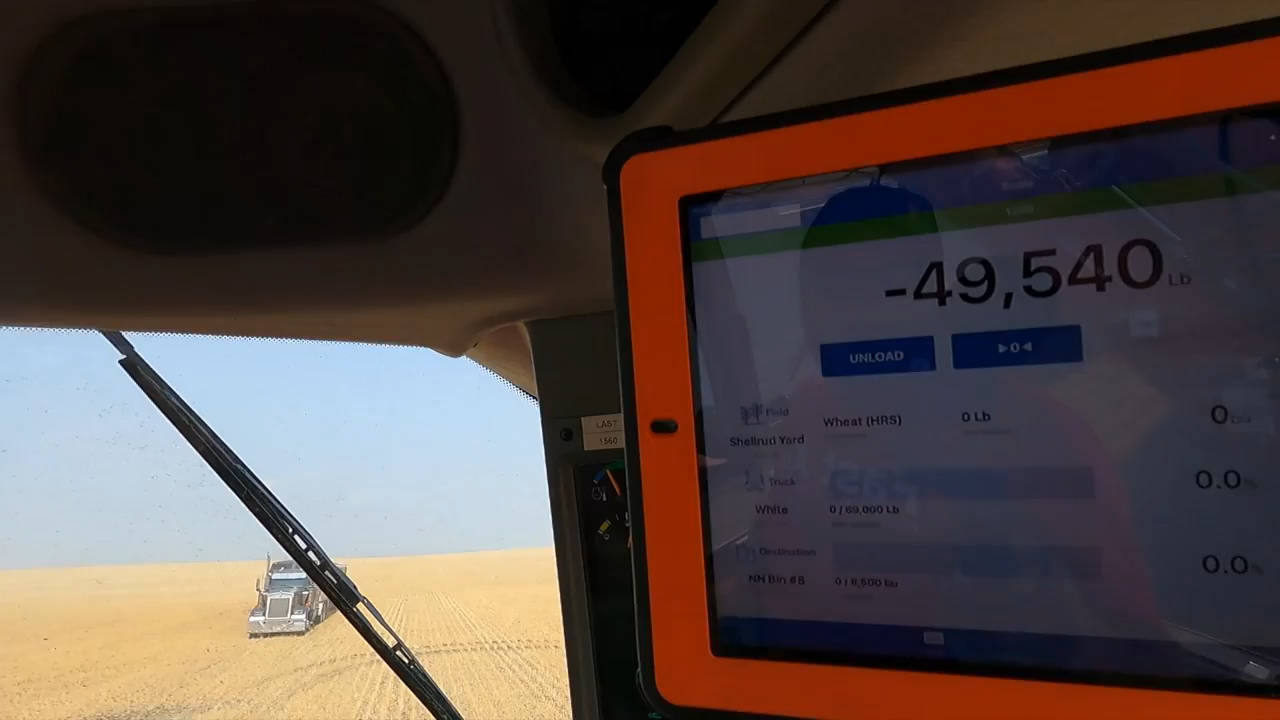 -49,540 Lb
UNLOAD
▶0◀
LAST
1560
Field
Wheat (HRS)
0 Lb
0
Shellrud Yard
Truck
0.0
White
0 / 69,000 Lb
Destination
0.0
NN Bin #8
0 / 6,500 Bu